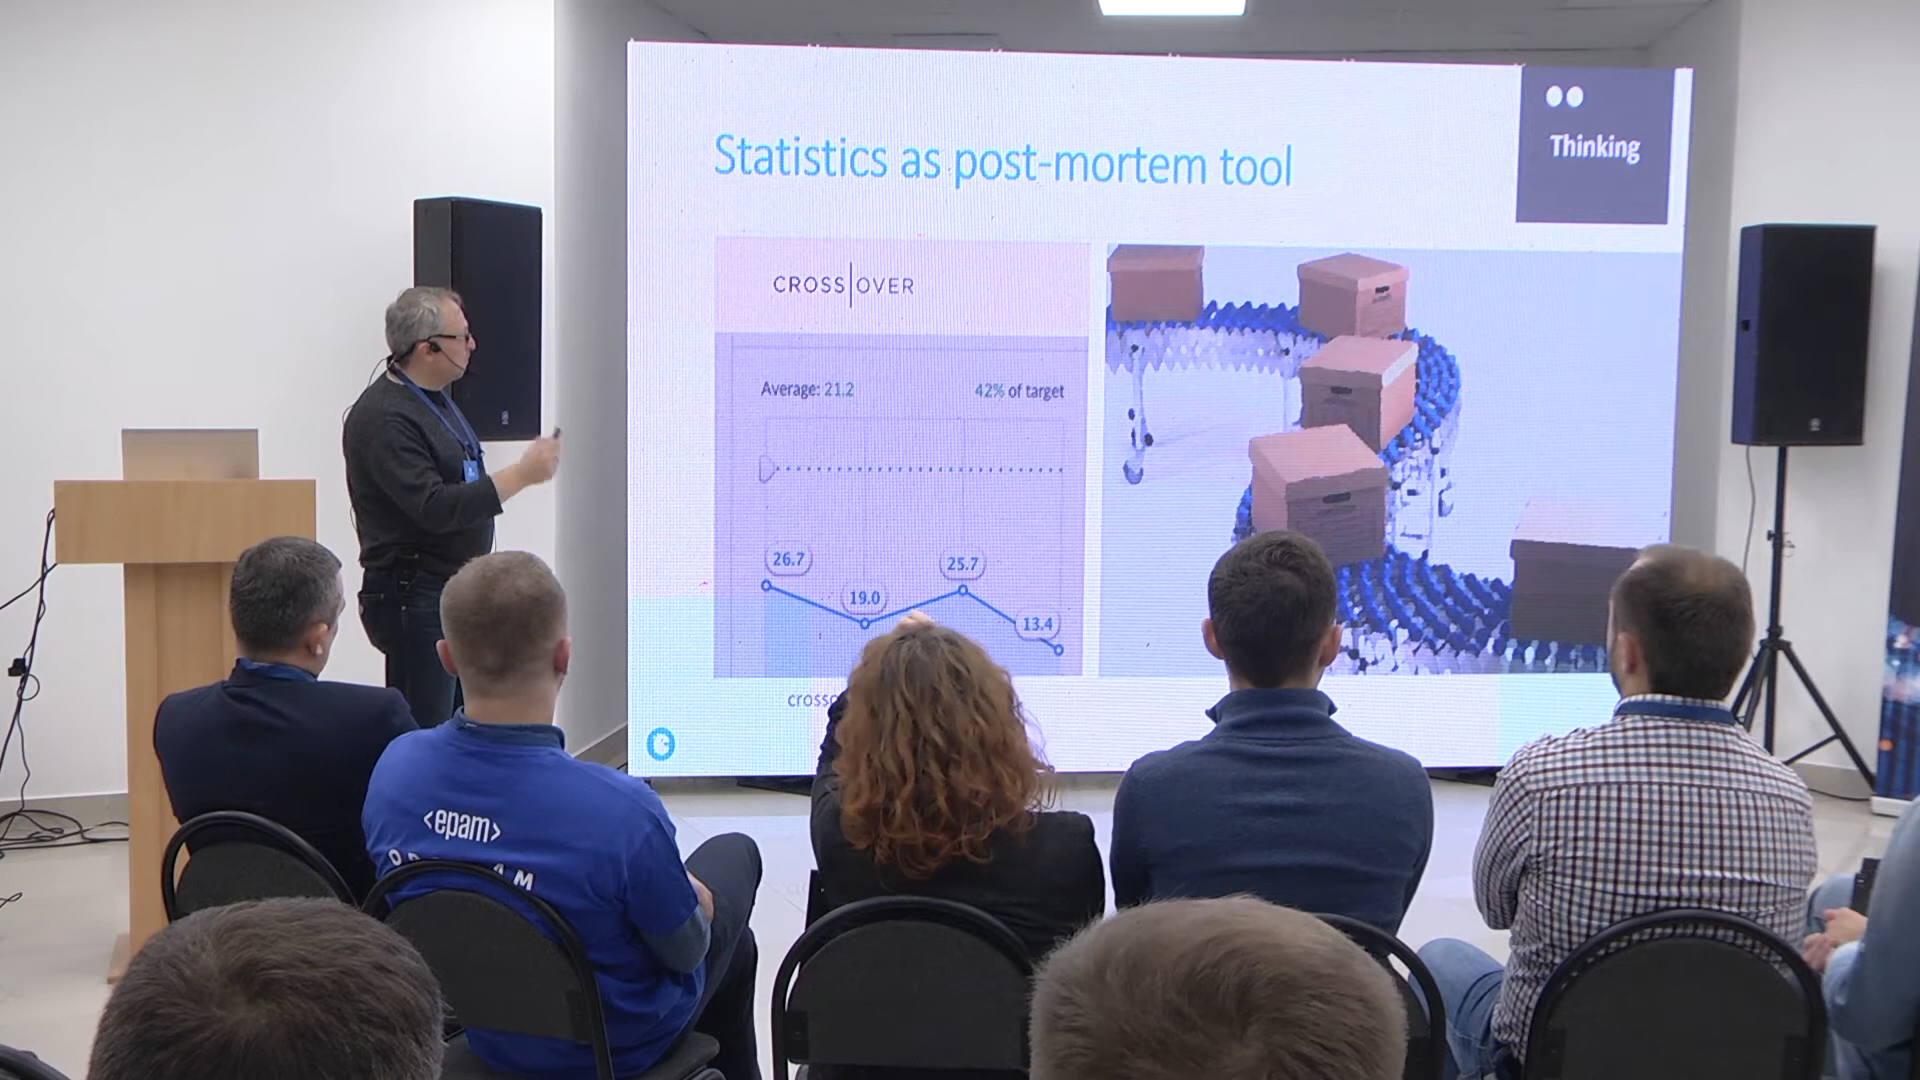 Thinking
Statistics as post-mortem tool
CROSS|OVER
Average: 21.2
42% of target
26.7
19.0
25.7
13.4
<epam>